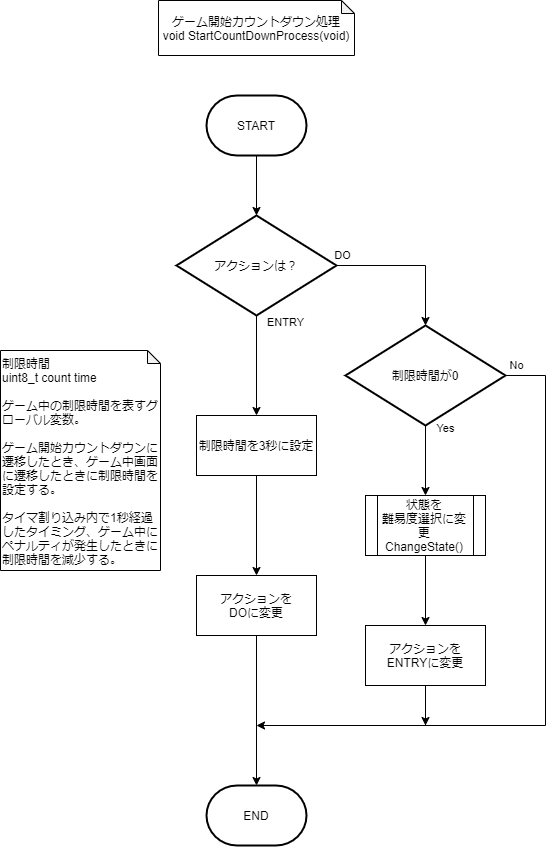 ゲーム開始カウントダウン処理
void StartCountDownProcess(void)
START
アクションは？
DO
ENTRY
制限時間が0
No
Yes
制限時間
uint8_t count time
ゲーム中の制限時間を表すグ
ローバル変数。
ゲーム開始カウントダウンに
遷移したとき、ゲーム中画面
に遷移したときに制限時間を
設定する。
タイマ割り込み内で1秒経過
したタイミング、ゲーム中に
ペナルティが発生したときに
制限時間を減少する。
制限時間を3秒に設定
状態を
難易度選択に変
更
ChangeState()
アクションを
DOに変更
アクションを
ENTRYに変更
END